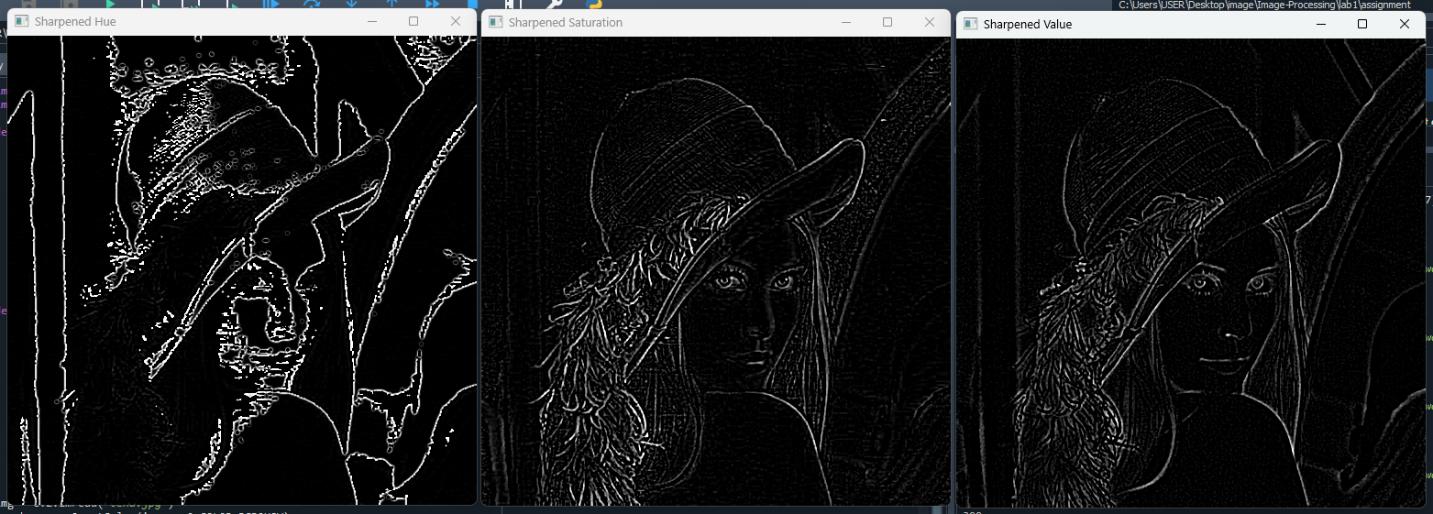 C:\Users\USER\Desktop\image\Image-Processing\lab1\assignment
Sharpened Hue
Sharpened Saturation
Sharpened Value